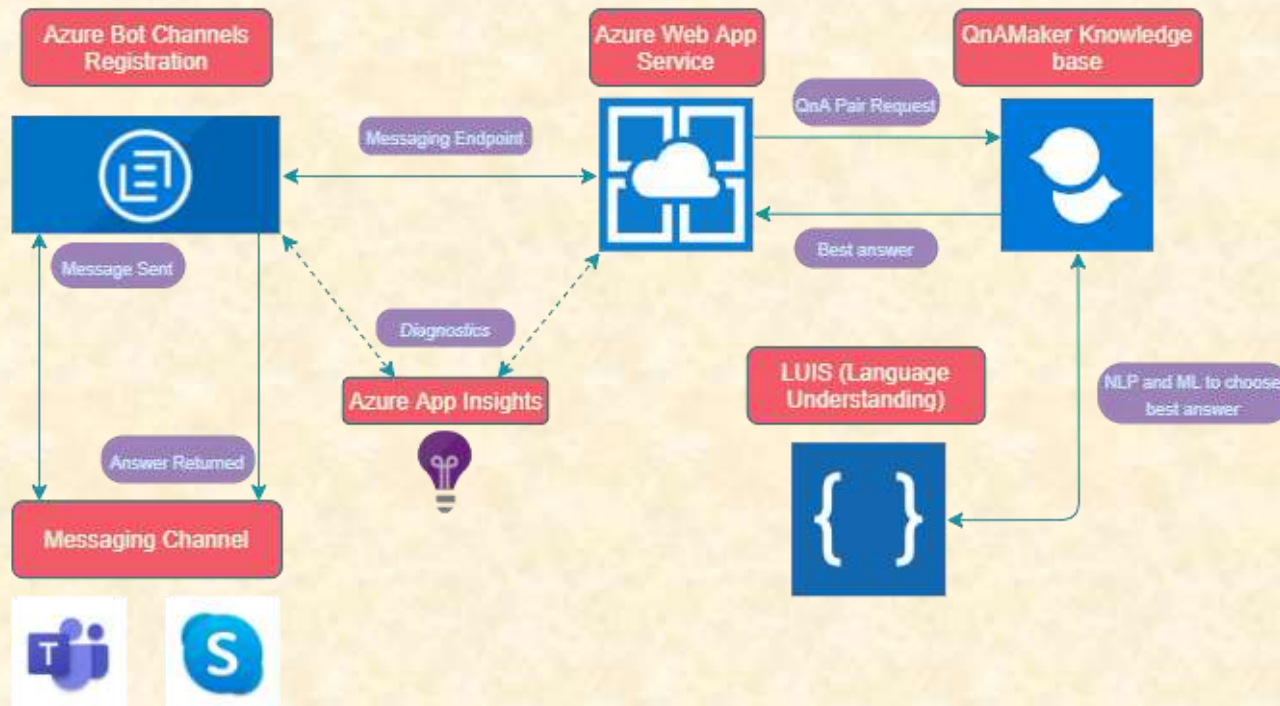 Azure Bot Channels
Registration
Azure Web App
Service
QnAMaker Knowledge
base
QnA Pair Request
Messaging Endpoint
Best answer
Message Sent
Diagnostics
Azure App Insights
LUIS (Language
Understanding)
NLP and ML to choose
best answer
Answer Returned
Messaging Channel
T
S